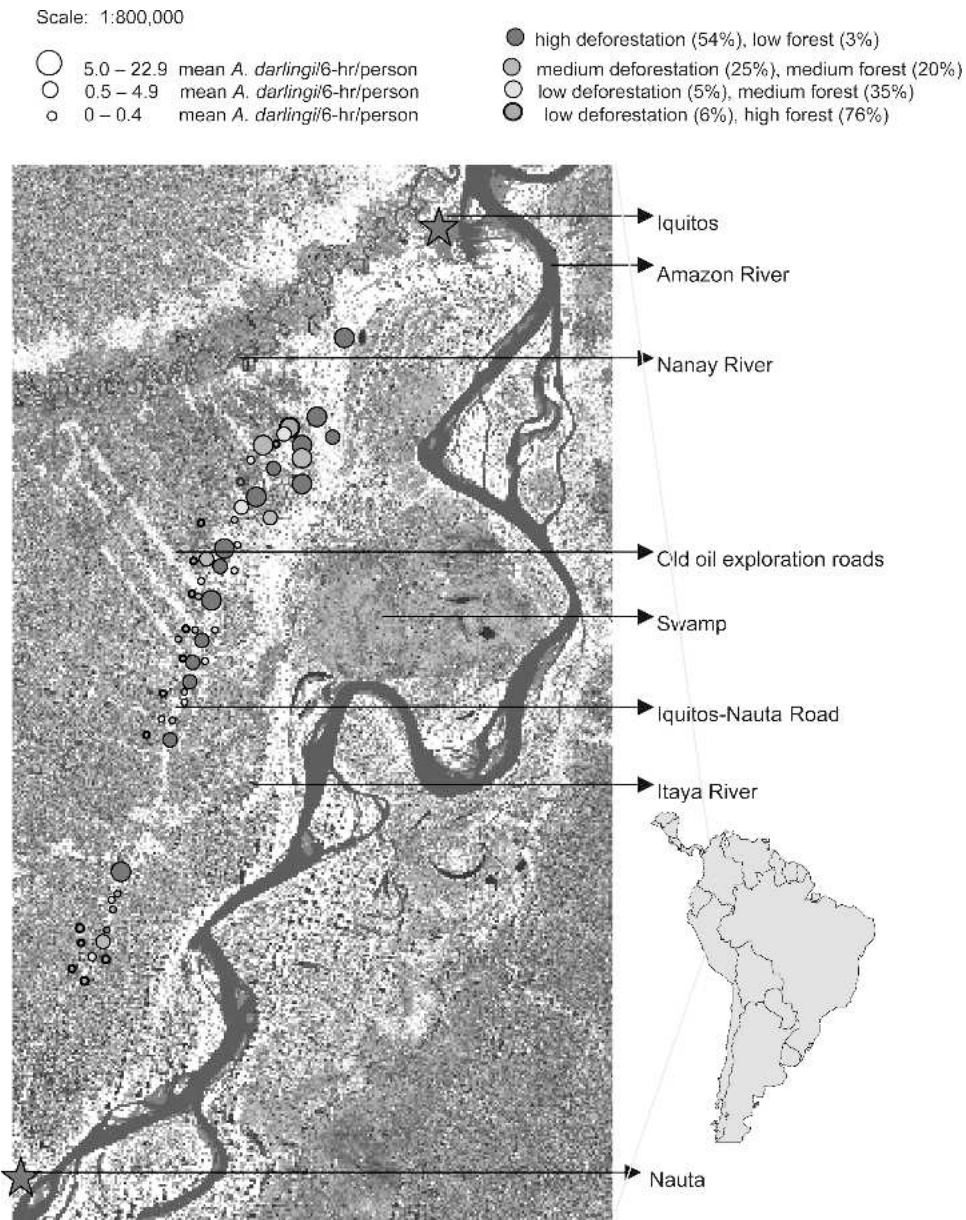 Scale: 1:800,000
5.0 – 22.9 mean A. darlingi/6-hr/person
0.5 – 4.9 mean A. darlingi/6-hr/person
0 – 0.4 mean A. darlingi/6-hr/person
high deforestation (54%), low forest (3%)
medium deforestation (25%), medium forest (20%)
low deforestation (5%), medium forest (35%)
low deforestation (6%), high forest (76%)
Iquitos
Amazon River
Nanay River
Old oil exploration roads
Swamp
Iquitos-Nauta Road
Itaya River
Nauta